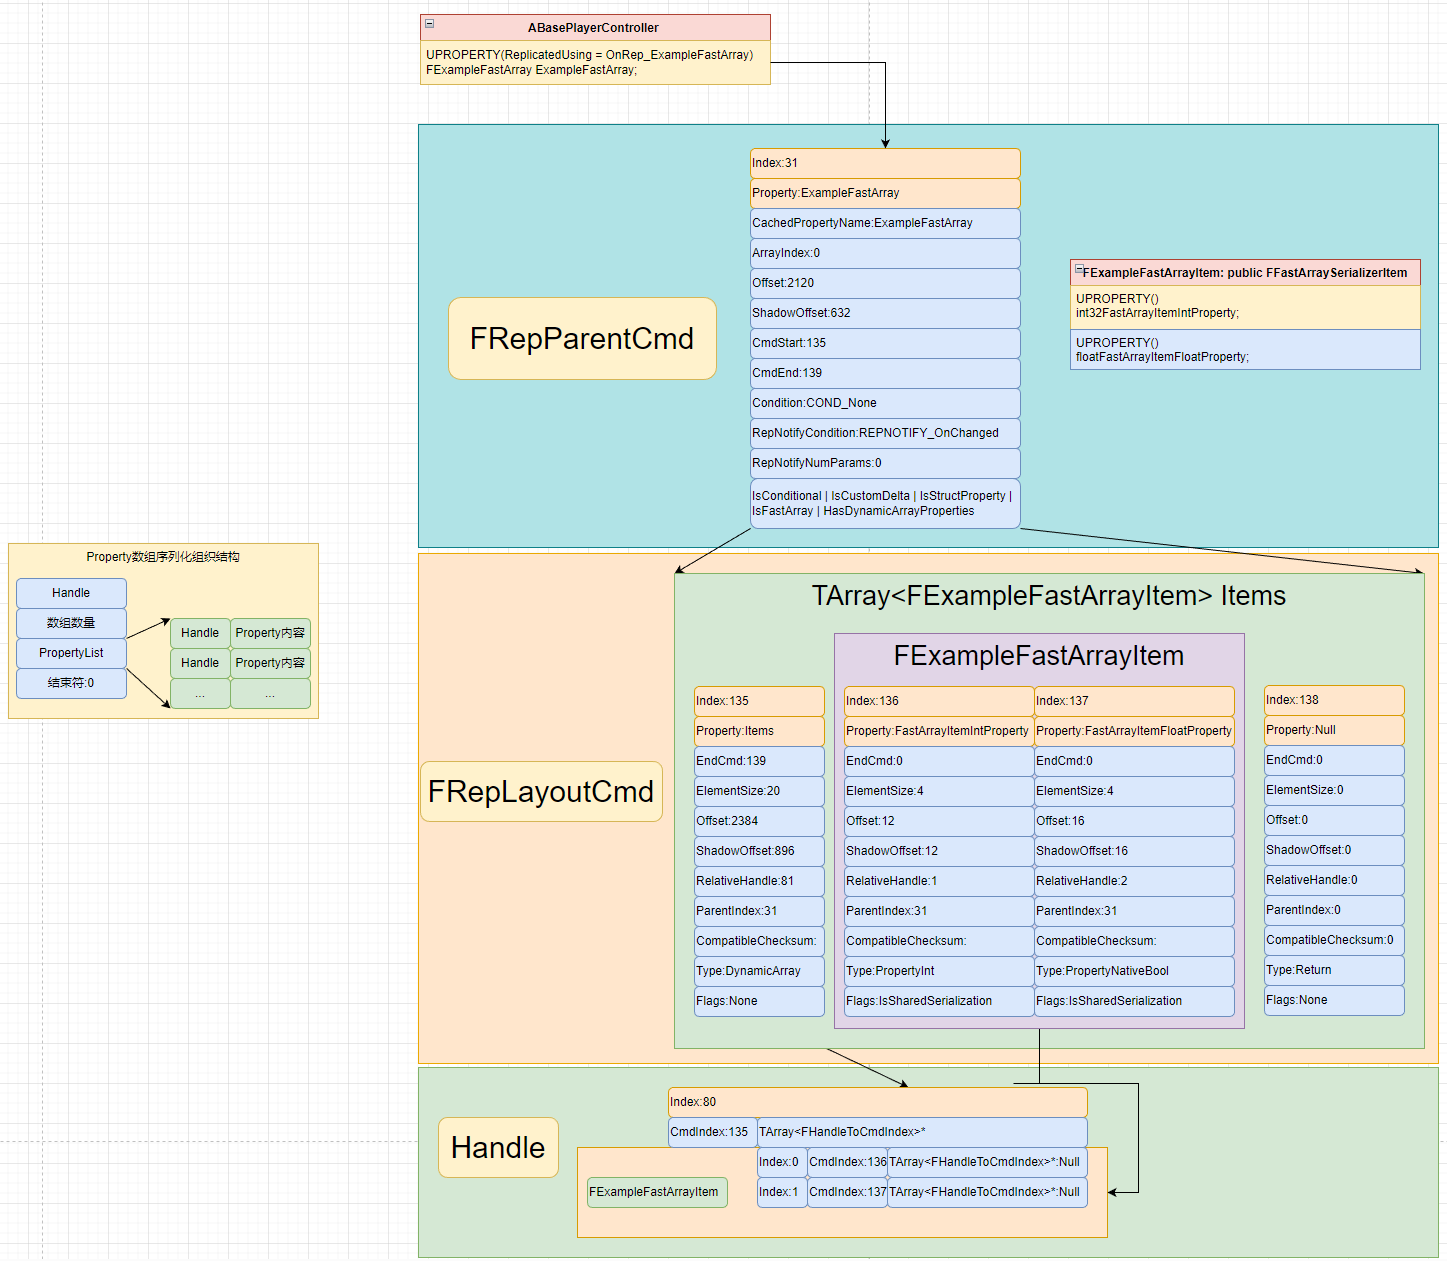 ABasePlayerController
UPROPERTY(ReplicatedUsing = OnRep_ExampleFastArray)
FExampleFastArray ExampleFastArray;
FRepParentCmd
Index:31
Property:ExampleFastArray
CachedPropertyName:ExampleFastArray
ArrayIndex:0
Offset:2120
ShadowOffset:632
CmdStart:135
CmdEnd:139
Condition:COND_None
RepNotifyCondition:REPNOTIFY_OnChanged
RepNotifyNumParams:0
IsConditional | IsCustomDelta | IsStructProperty |
IsFastArray | HasDynamicArrayProperties
FExampleFastArrayItem: public FFastArraySerializerItem
UPROPERTY()
int32FastArrayItemIntProperty;
UPROPERTY()
floatFastArrayItemFloatProperty;
Property数组序列化组织结构
Handle
数组数量
PropertyList
结束符:0
Handle Property内容
Handle Property内容
... ...
FRepLayoutCmd
TArray<FExampleFastArrayItem> Items
FExampleFastArrayItem
Index:135
Property:Items
EndCmd:139
ElementSize:20
Offset:2384
ShadowOffset:896
RelativeHandle:81
ParentIndex:31
CompatibleChecksum:
Type:DynamicArray
Flags:None
Index:136
Property:FastArrayItemIntProperty
EndCmd:0
ElementSize:4
Offset:12
ShadowOffset:12
RelativeHandle:1
ParentIndex:31
CompatibleChecksum:
Type:PropertyInt
Flags:IsSharedSerialization
Index:137
Property:FastArrayItemFloatProperty
EndCmd:0
ElementSize:4
Offset:16
ShadowOffset:16
RelativeHandle:2
ParentIndex:31
CompatibleChecksum:
Type:PropertyNativeBool
Flags:IsSharedSerialization
Index:138
Property:Null
EndCmd:0
ElementSize:0
Offset:0
ShadowOffset:0
RelativeHandle:0
ParentIndex:0
CompatibleChecksum:0
Type:Return
Flags:None
Handle
Index:80
CmdIndex:135 TArray<FHandleToCmdIndex>*
FExampleFastArrayItem
Index:0 CmdIndex:136 TArray<FHandleToCmdIndex>*:Null
Index:1 CmdIndex:137 TArray<FHandleToCmdIndex>*:Null